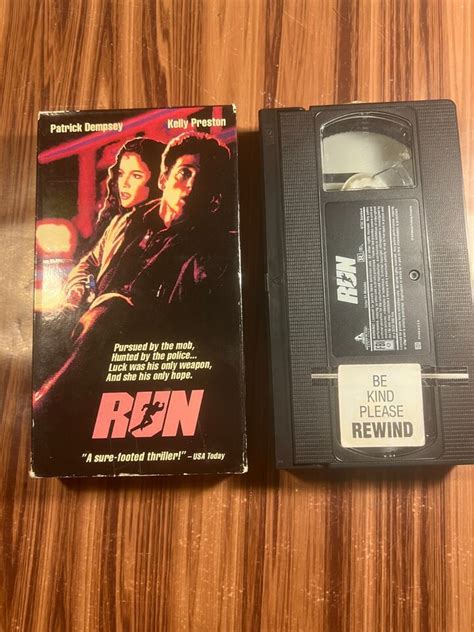 Patrick Dempsey Kelly Preston
Pursued by the mob,
Hunted by the police...
Luck was his only weapon,
And she his only hope.
RUN
"A sure-footed thriller!" –USA Today
RUN
BE
KIND
PLEASE
REWIND